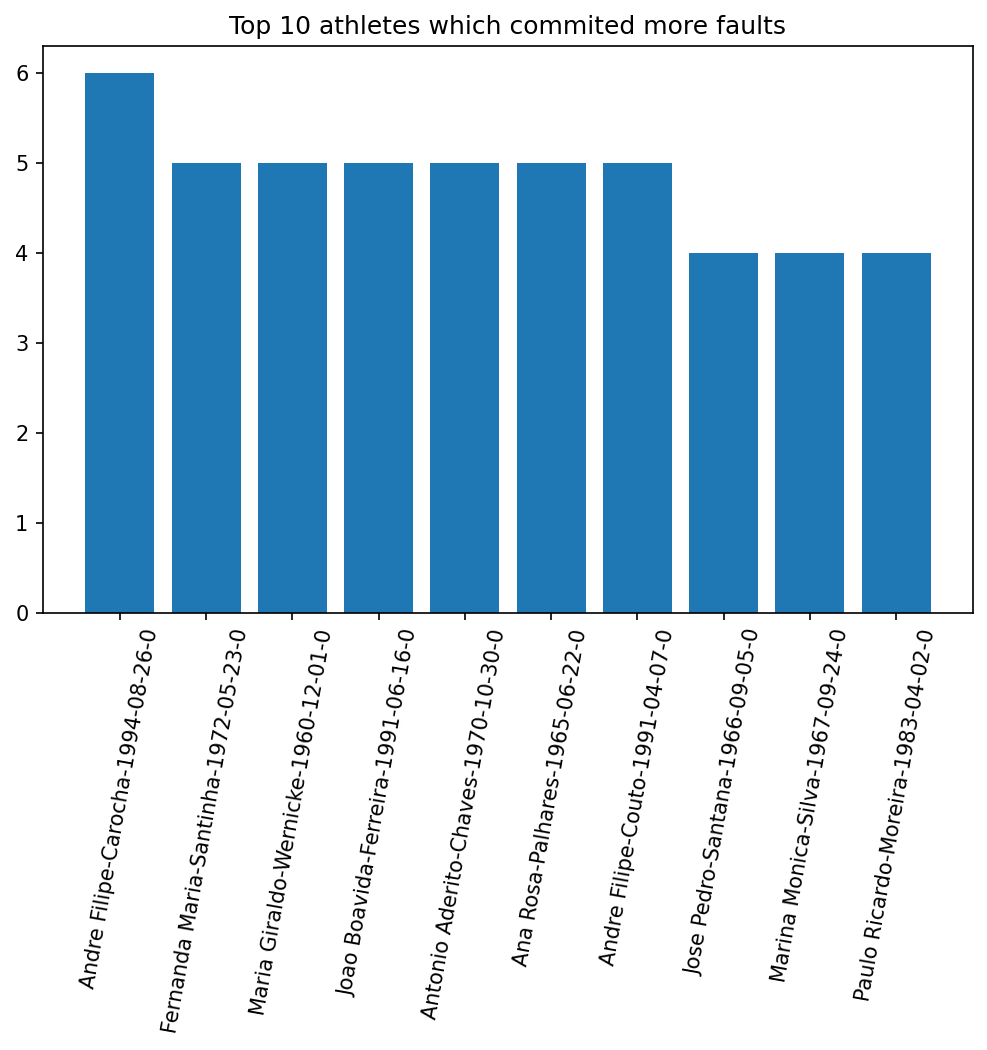 Top 10 athletes which commited more faults
6
5
4
3
2
1
0
Andre Filipe-Carocha-1994-08-26-0
Fernanda Maria-Santinha-1972-05-23-0
Maria Giraldo-Wernicke-1960-12-01-0
Joao Boavida-Ferreira-1991-06-16-0
Antonio Aderito-Chaves-1970-10-30-0
Ana Rosa-Palhares-1965-06-22-0
Andre Filipe-Couto-1991-04-07-0
Jose Pedro-Santana-1966-09-05-0
Marina Monica-Silva-1967-09-24-0
Paulo Ricardo-Moreira-1983-04-02-0